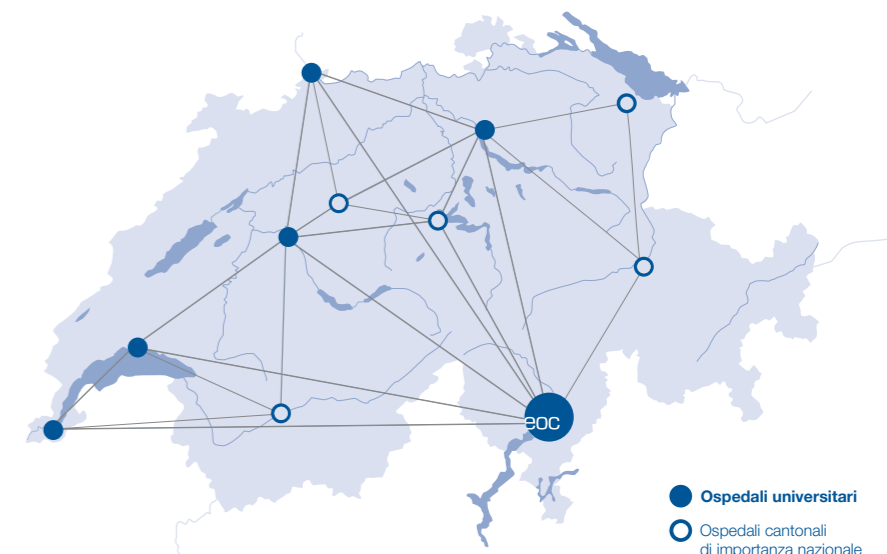 eoc
Ospedali universitari
Ospedali cantonali
di importanza nazionale